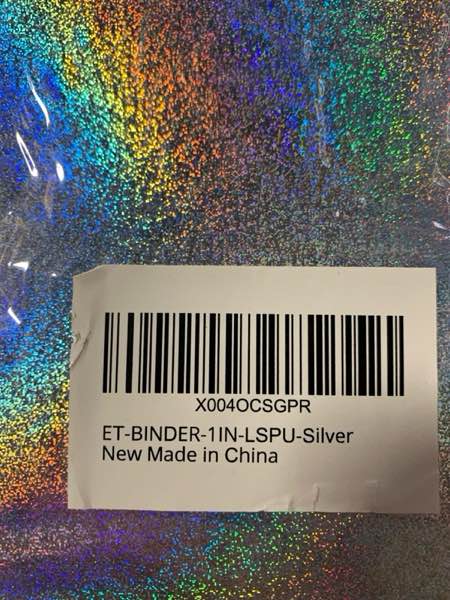 X004OCSGPR
ET-BINDER-1IN-LSPU-Silver
New Made in China